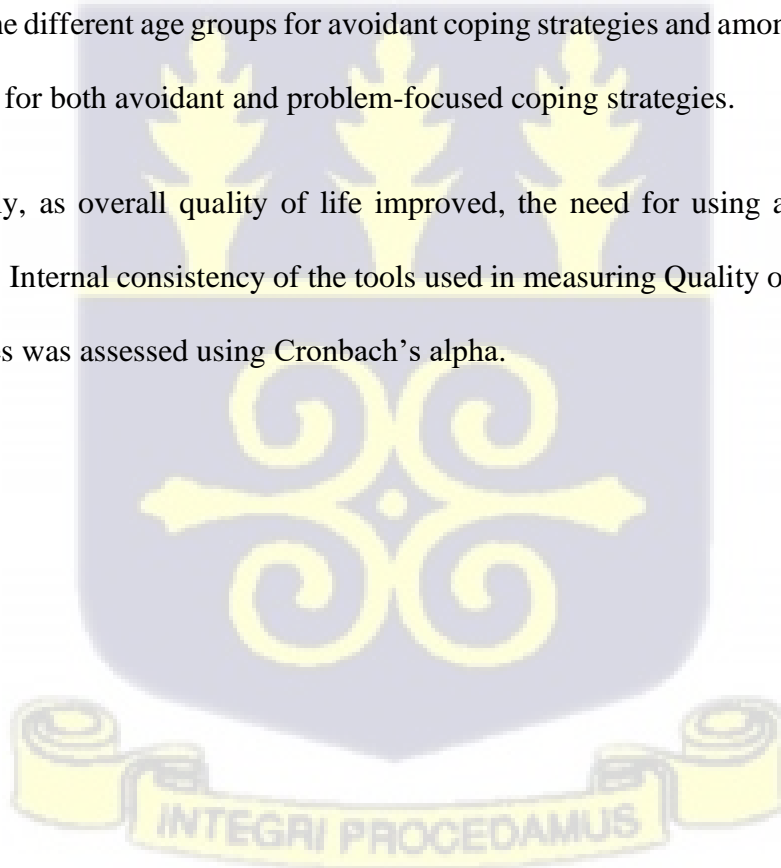 different age groups for avoidant coping strategies and
for both avoidant and problem-focused coping strategies.
as overall quality of life improved, the need for using
Internal consistency of the tools used in measuring Quality
was assessed using Cronbach’s alpha.
INTEGRI PROCEDAMUS